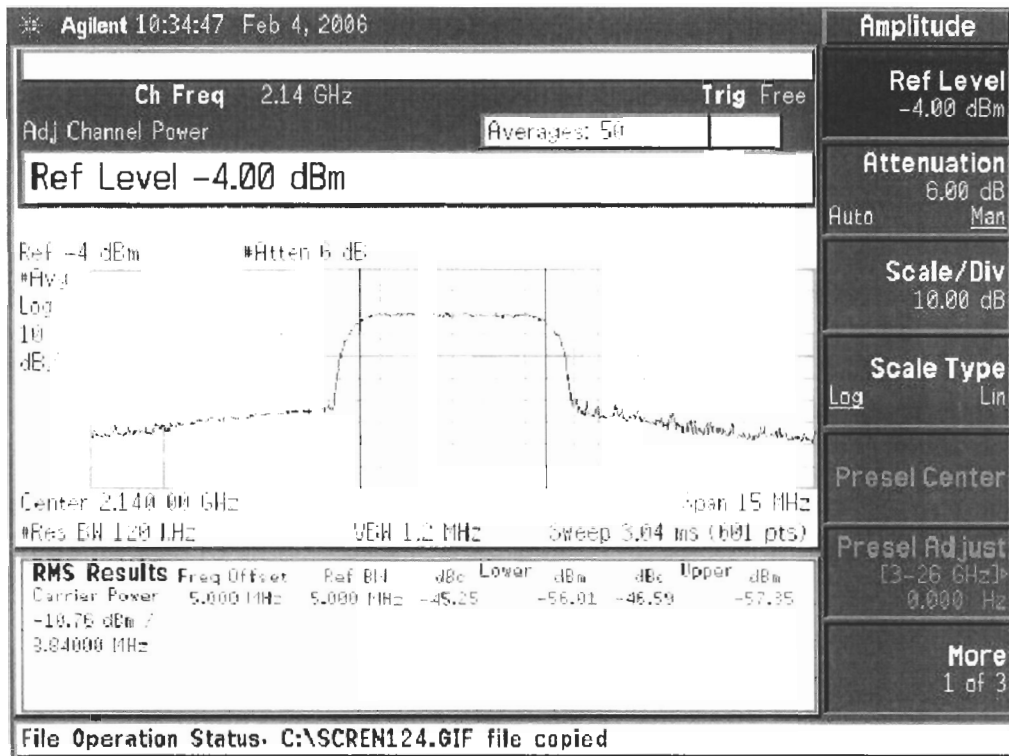 Agilent 10:34:47 Feb 4, 2006
Ch Freq 2.14 GHz
Trig Free
Adj Channel Power
Averages: 50
Ref Level -4.00 dBm
Ref -4 dBm
#Atten 6 dB
#Avg
Log
10
dB/
Center 2.140 00 GHz
Span 15 MHz
#Res BW 120 kHz
VBW 1.2 MHz
Sweep 3.04 ms (601 pts)
RMS Results Freq Offset Ref BW dBc Lower dBm dBc Upper dBm
Carrier Power 5.000 MHz 5.000 MHz -45.25 -56.01 -46.59 -57.35
-10.76 dBm /
3.84000 MHz
Amplitude
Ref Level
-4.00 dBm
Attenuation
6.00 dB
Auto Man
Scale/Div
10.00 dB
Scale Type
Log Lin
Presel Center
Presel Adjust
[3-26 GHz]
0.000 Hz
More
1 of 3
File Operation Status. C:\SCREN124.GIF file copied